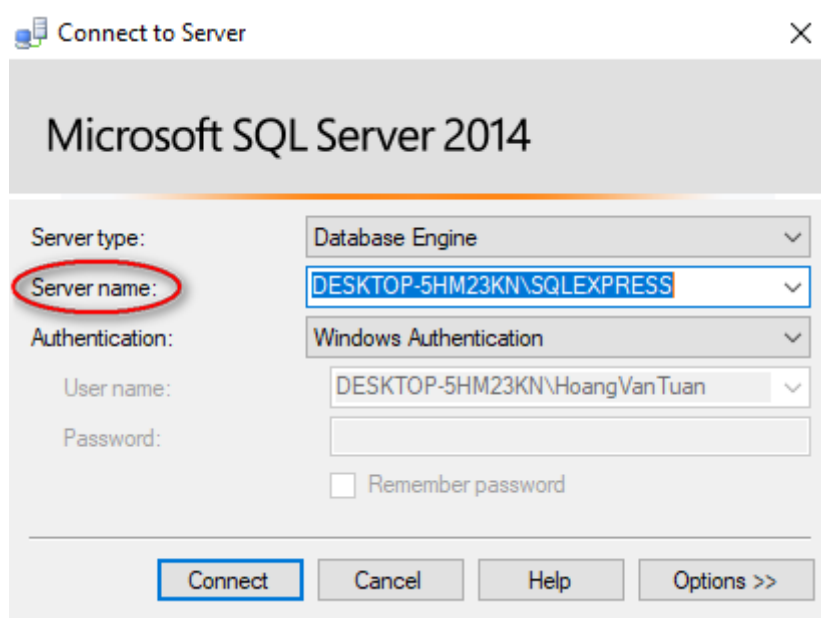 Connect to Server
Microsoft SQL Server 2014
Server type: Database Engine
Server name: DESKTOP-5HM23KN\SQLEXPRESS
Authentication: Windows Authentication
User name: DESKTOP-5HM23KN\HoangVanTuan
Password:
Remember password
Connect Cancel Help Options >>